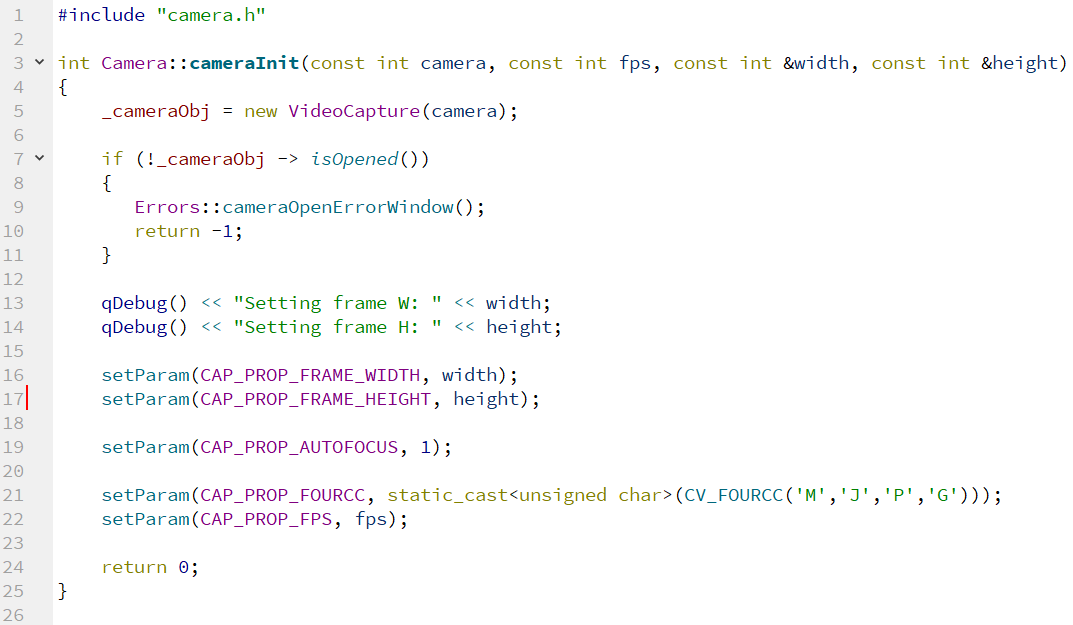 1 #include "camera.h"
2
3 int Camera::cameraInit(const int camera, const int fps, const int &width, const int &height)
4 {
5 _cameraObj = new VideoCapture(camera);
6
7 if (!_cameraObj -> isOpened())
8 {
9 Errors::cameraOpenErrorWindow();
10 return -1;
11 }
12
13 qDebug() << "Setting frame W: " << width;
14 qDebug() << "Setting frame H: " << height;
15
16 setParam(CAP_PROP_FRAME_WIDTH, width);
17 setParam(CAP_PROP_FRAME_HEIGHT, height);
18
19 setParam(CAP_PROP_AUTOFOCUS, 1);
20
21 setParam(CAP_PROP_FOURCC, static_cast<unsigned char>(CV_FOURCC('M','J','P','G')));
22 setParam(CAP_PROP_FPS, fps);
23
24 return 0;
25 }
26